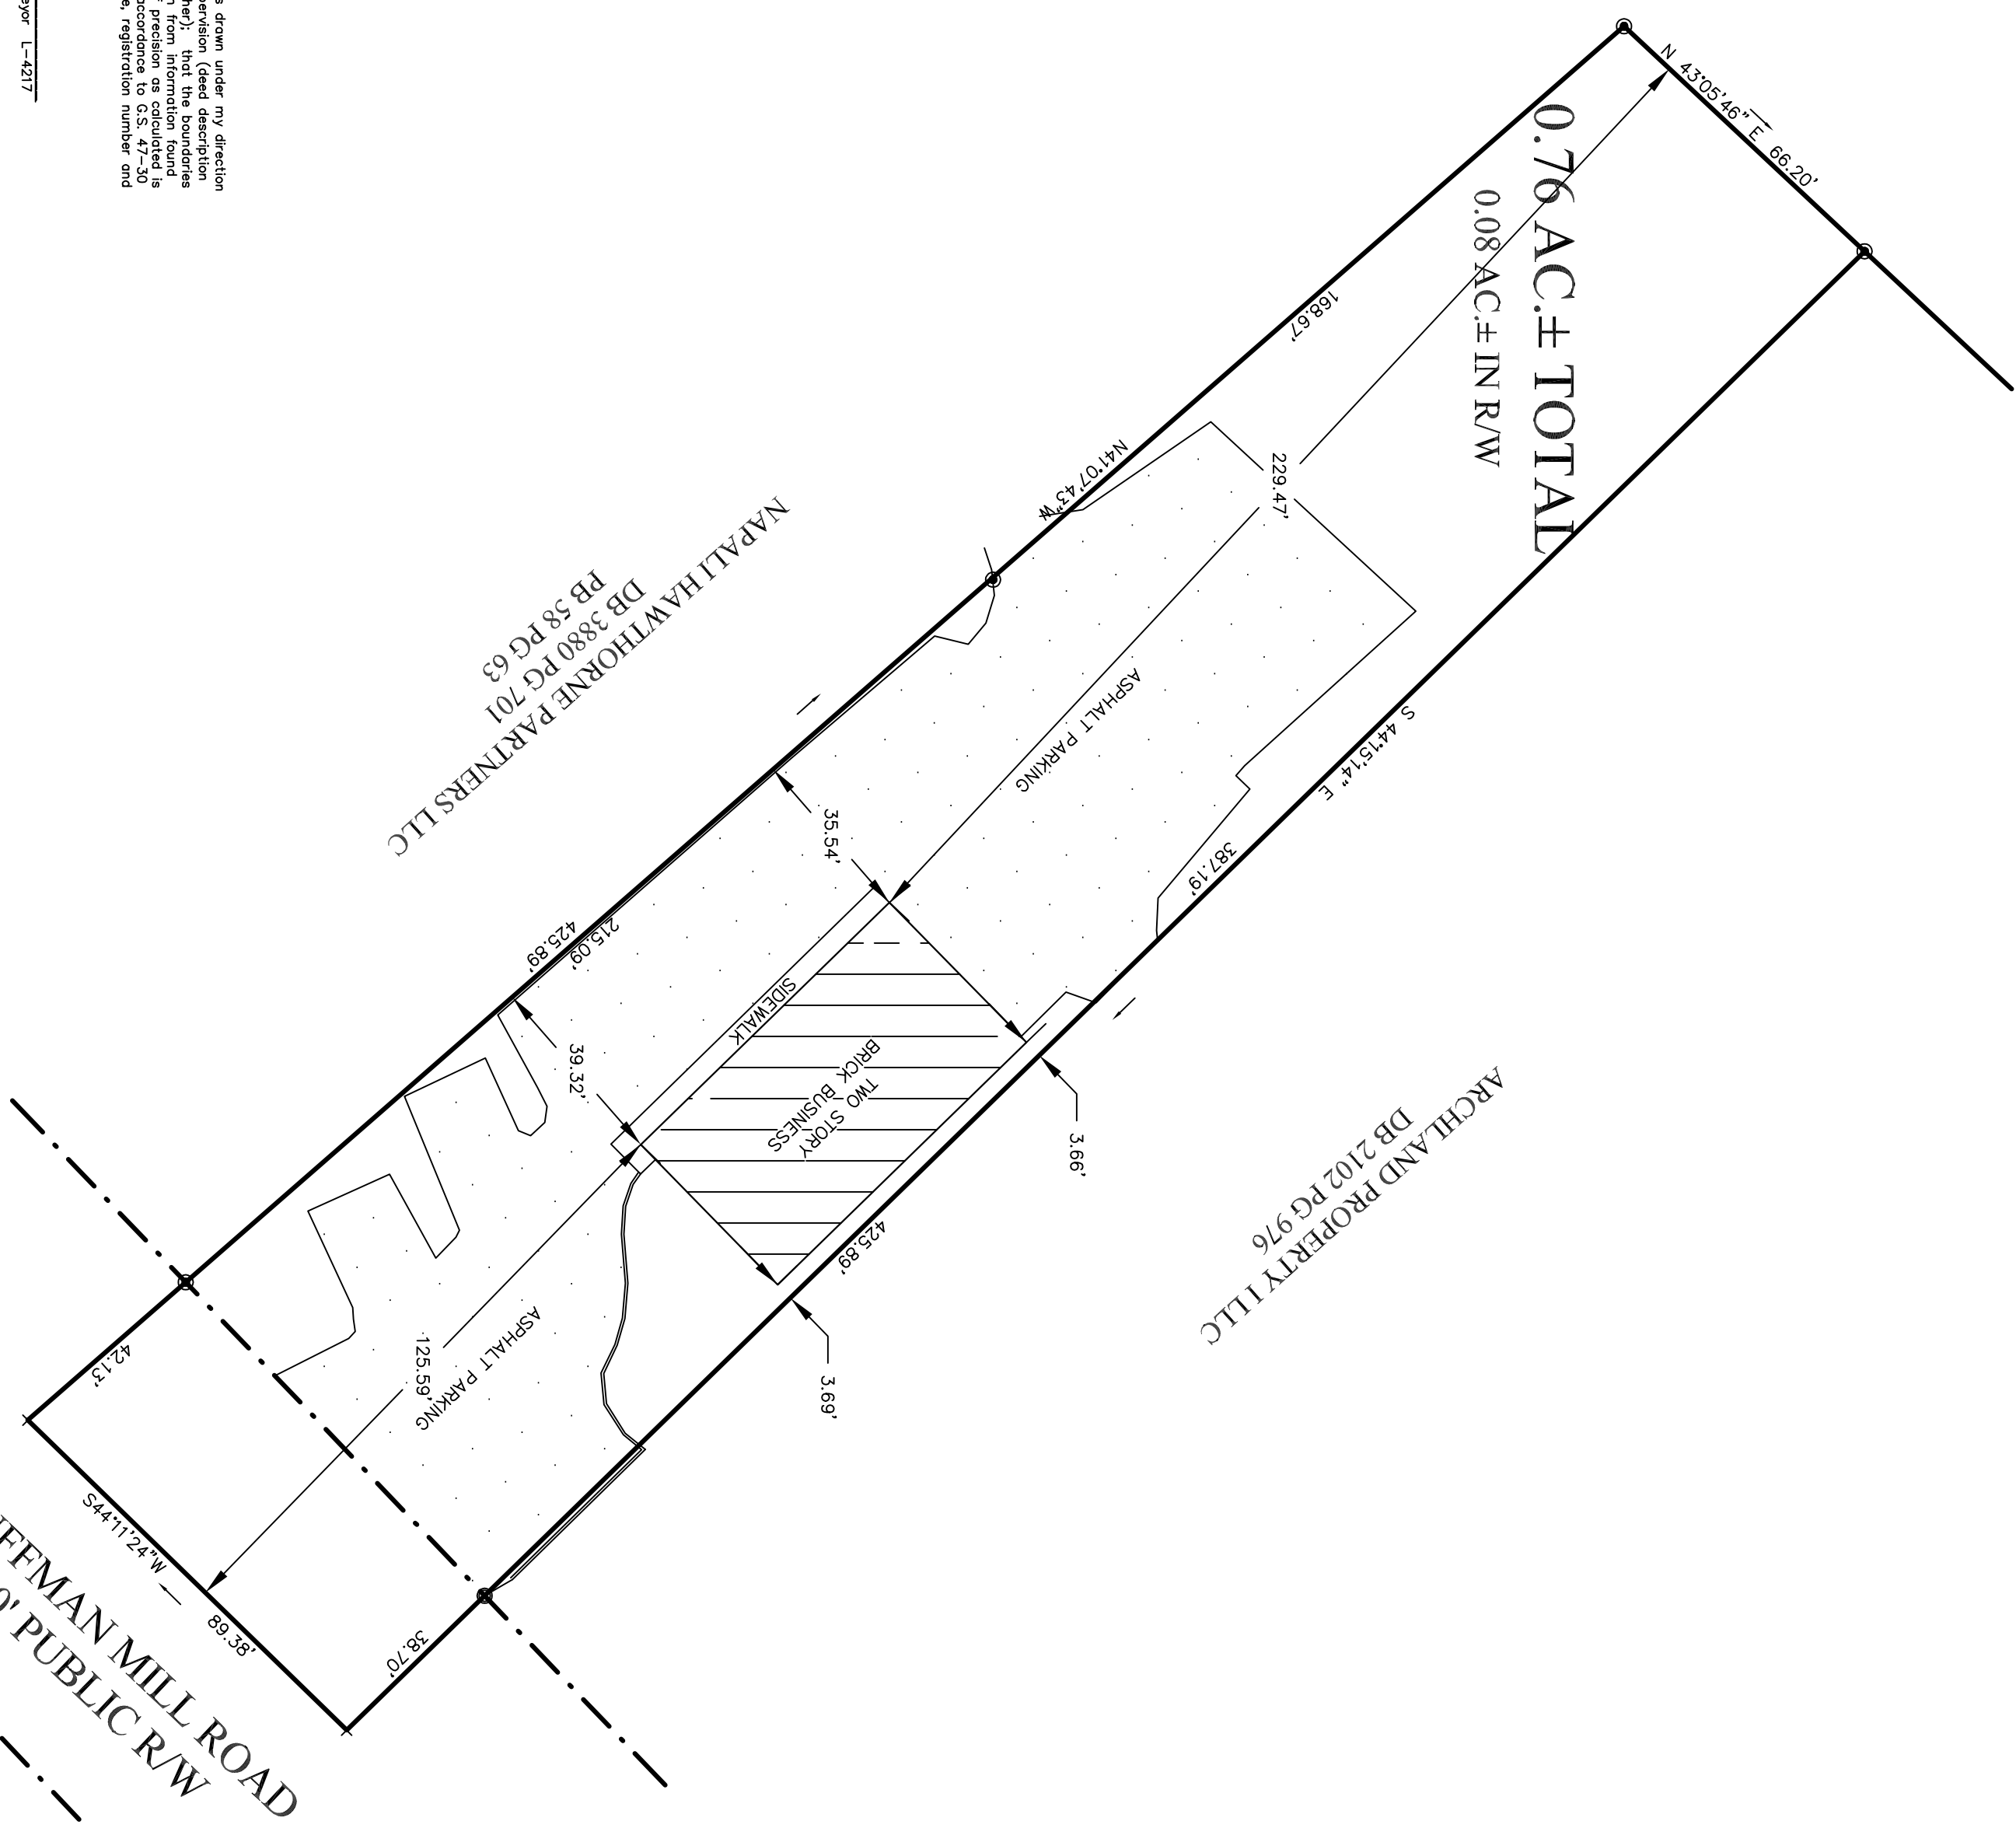 N 43°05'46" E 66.20'
0.76 AC.± TOTAL
0.08 AC.± IN R/W
168.67'
N41°07'43"W
229.47'
ASPHALT PARKING
S 44°15'14" E
387.19'
NAPALI HAWTHORNE PARTNERS LLC
DB 3880 PG 701
PB 58 PG 63
35.54'
215.09'
425.89'
SIDEWALK
TWO STORY
BRICK BUSINESS
39.32'
3.66'
425.89'
3.69'
ARCHLAND PROPERTY I LLC
DB 2102 PG 976
ASPHALT PARKING
125.59'
42.13'
S44°11'24"W
89.38'
38.70'
FFMAN MILL ROAD
0' PUBLIC R/W
s drawn under my direction
pervision (deed description
her); that the boundaries
n from information found
f precision as calculated is
accordance to G.S. 47-30
e, registration number and
eyor L-4217